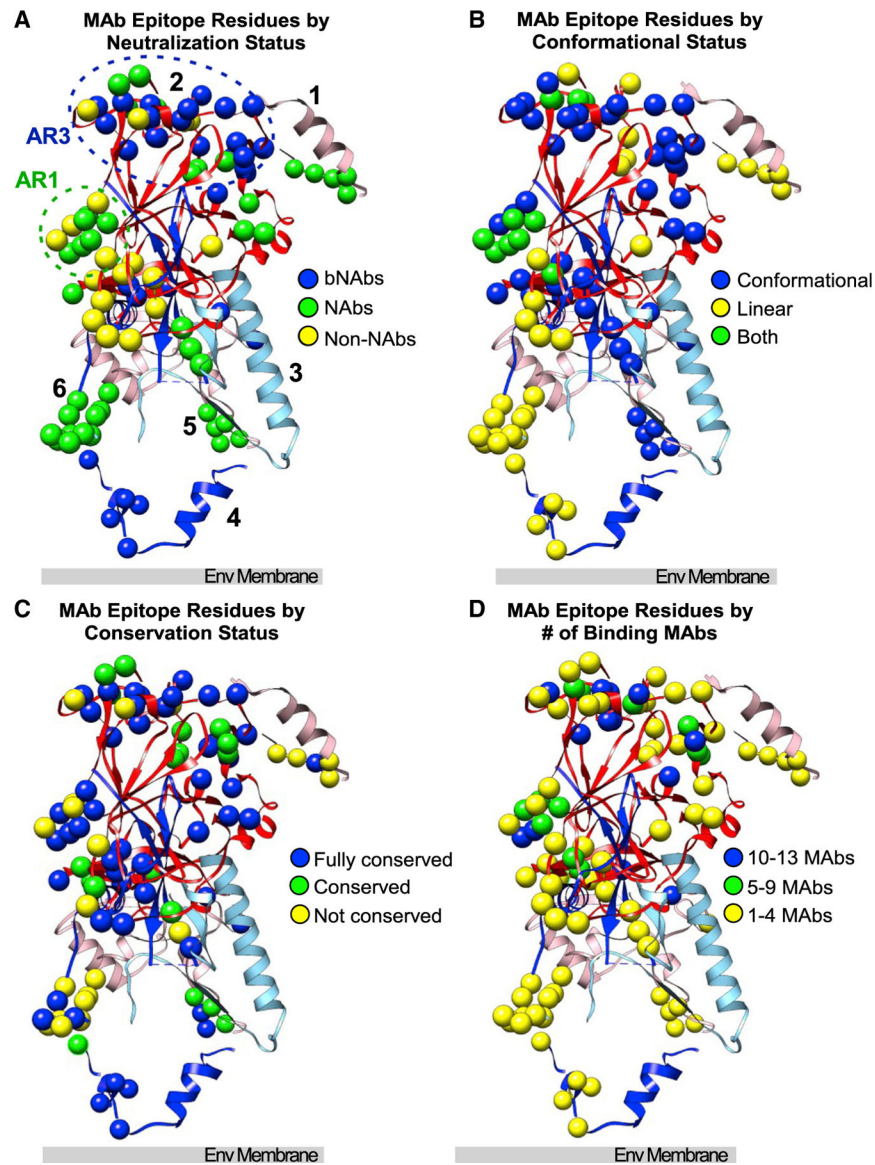 A
MAb Epitope Residues by
Neutralization Status
2
1
AR3
AR1
bNAbs
NAbs
Non-NAbs
3
6
5
4
Env Membrane
B
MAb Epitope Residues by
Conformational Status
Conformational
Linear
Both
Env Membrane
C
MAb Epitope Residues by
Conservation Status
Fully conserved
Conserved
Not conserved
Env Membrane
D
MAb Epitope Residues by
# of Binding MAbs
10-13 MAbs
5-9 MAbs
1-4 MAbs
Env Membrane